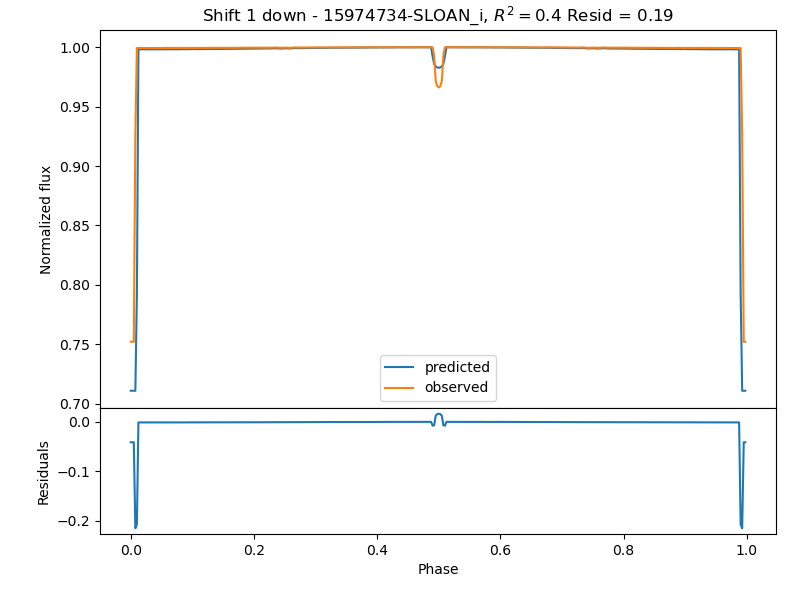 Shift 1 down - 15974734-SLOAN_i, $R^2 = 0.4$ Resid = 0.19
Normalized flux
1.00
0.95
0.90
0.85
0.80
0.75
0.70
predicted
observed
Residuals
0.0
−0.1
−0.2
0.0
0.2
0.4
0.6
0.8
1.0
Phase